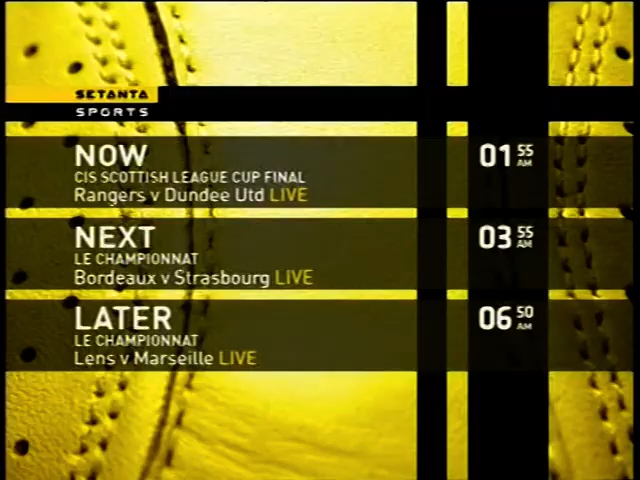 SETANTA
SPORTS
NOW 01 55 AM
CIS SCOTTISH LEAGUE CUP FINAL
Rangers v Dundee Utd LIVE
NEXT 03 55 AM
LE CHAMPIONNAT
Bordeaux v Strasbourg LIVE
LATER 06 50 AM
LE CHAMPIONNAT
Lens v Marseille LIVE